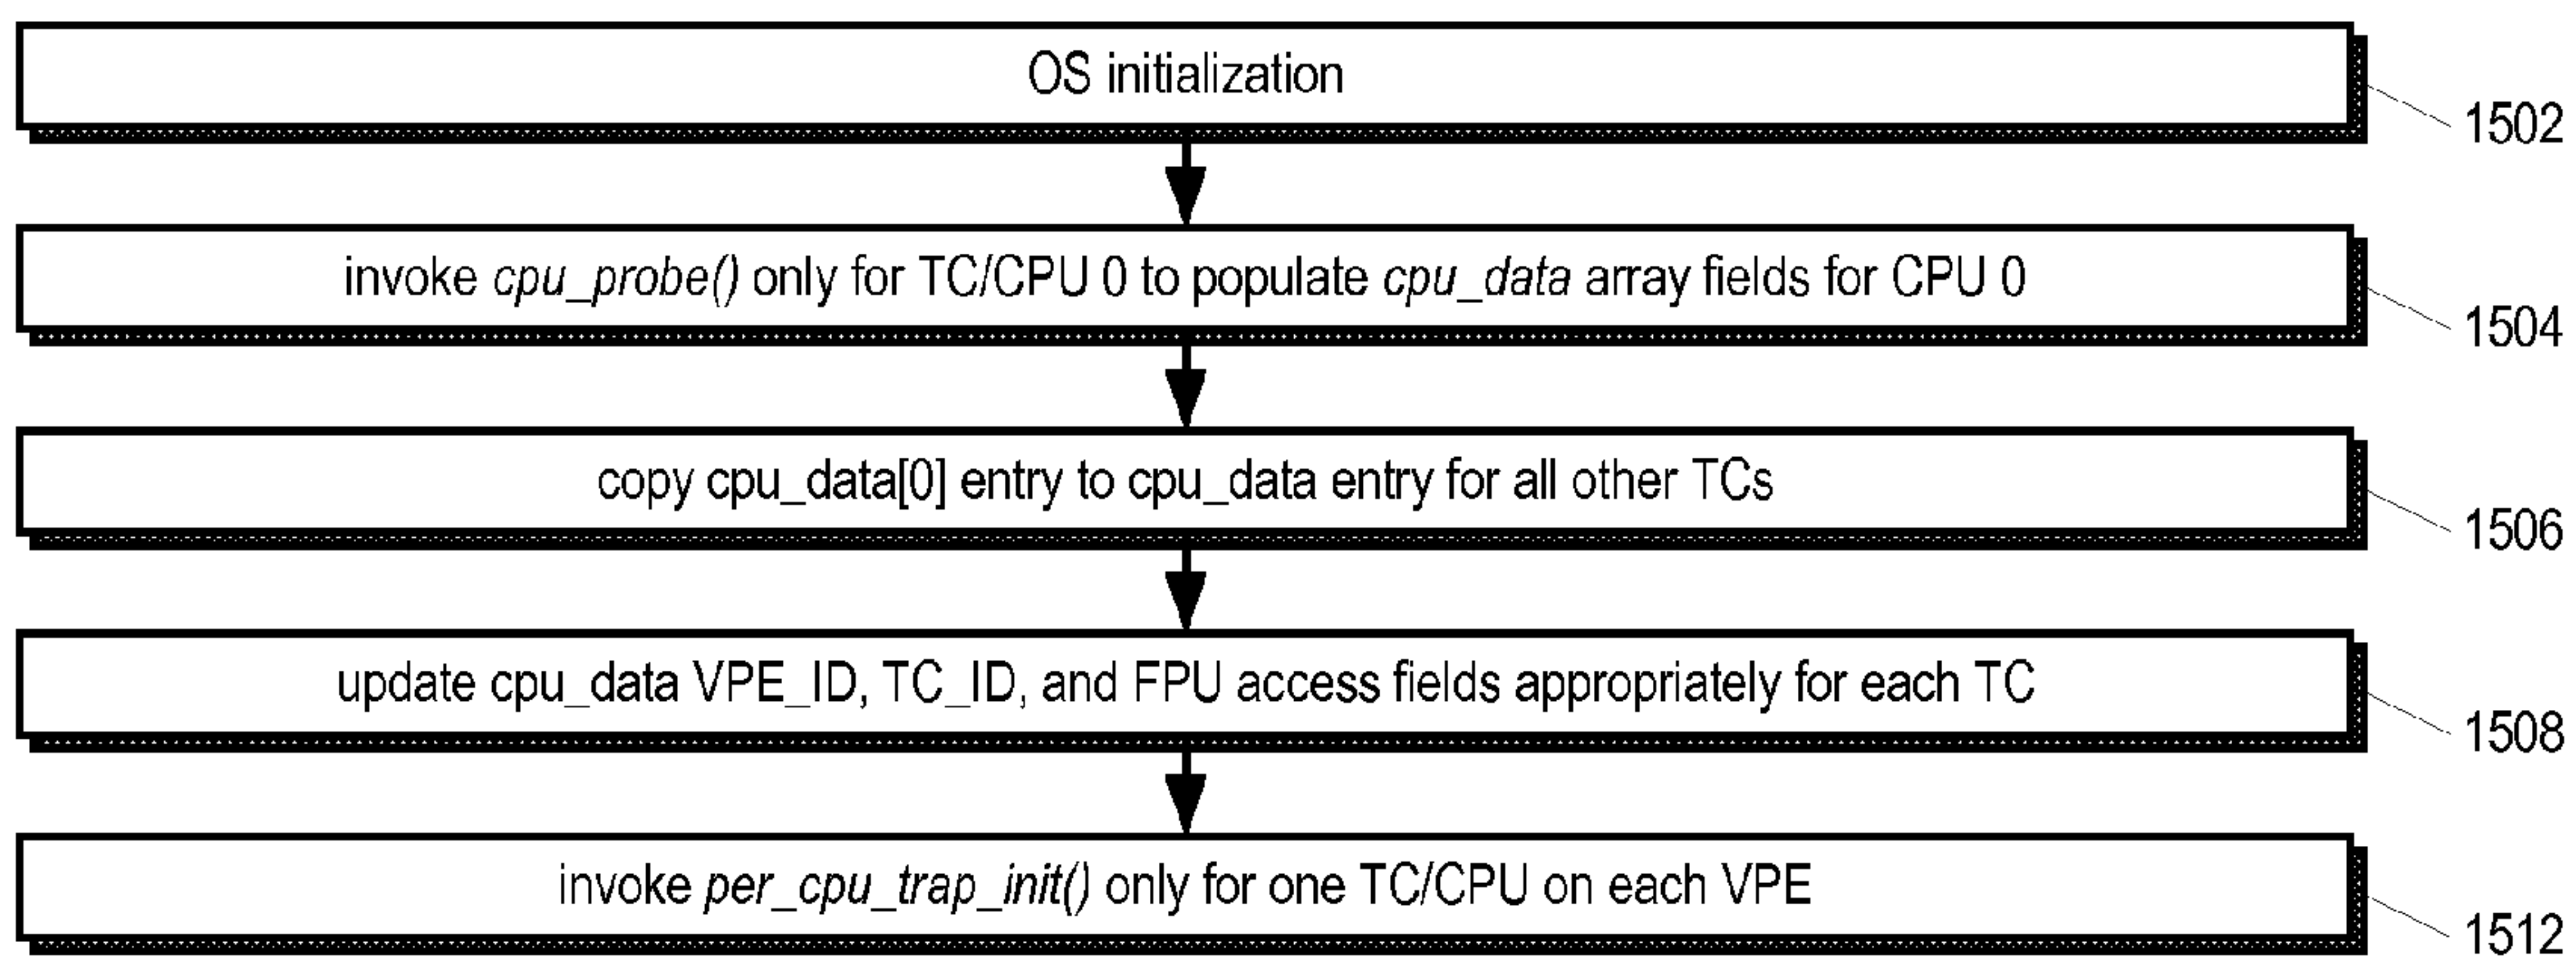 OS initialization
1502
invoke cpu_probe() only for TC/CPU 0 to populate cpu_data array fields for CPU 0
1504
copy cpu_data[0] entry to cpu_data entry for all other TCs
1506
update cpu_data VPE_ID, TC_ID, and FPU access fields appropriately for each TC
1508
invoke per_cpu_trap_init() only for one TC/CPU on each VPE
1512